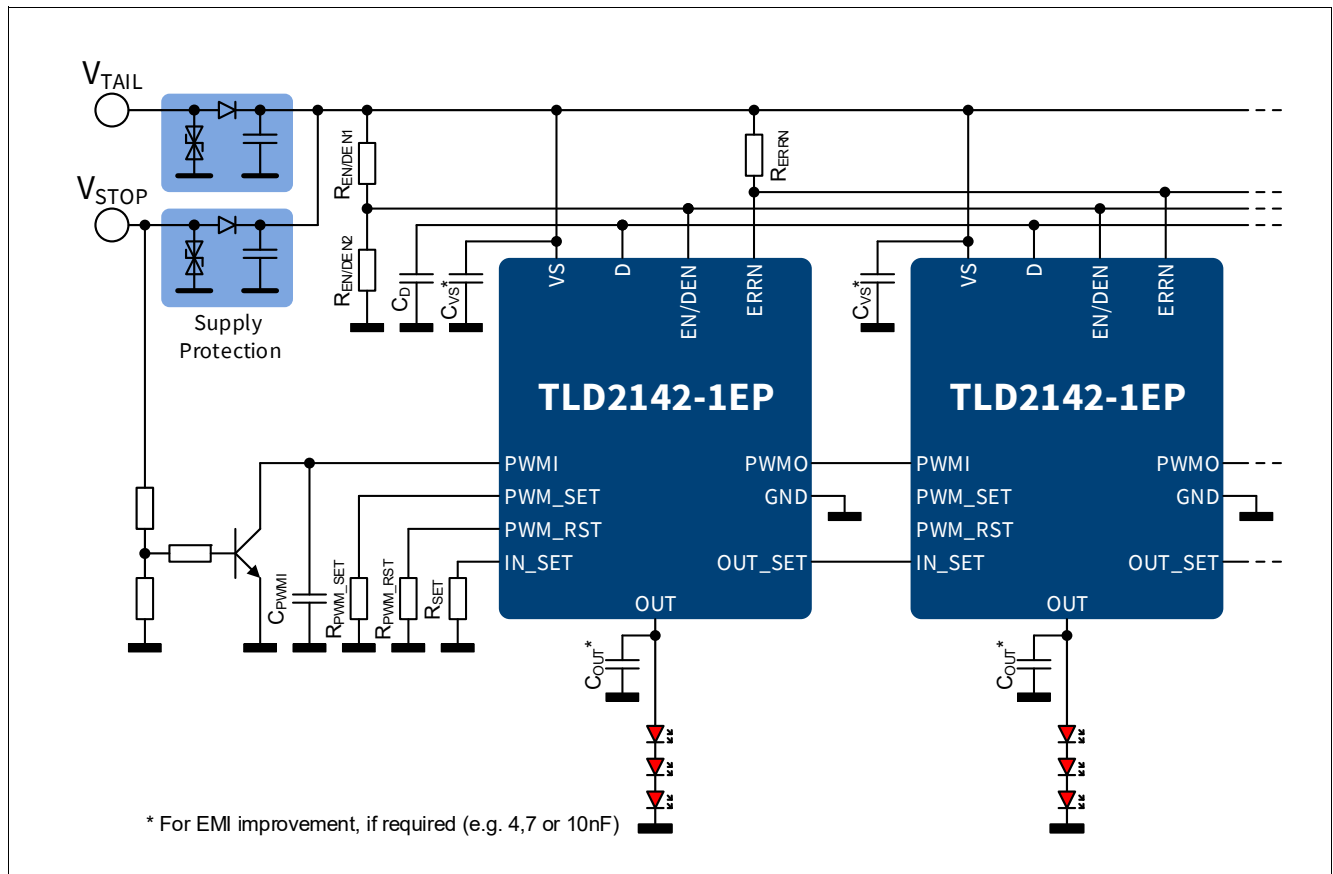 VTAIL
VSTOP
Supply
Protection
REN/DEN1
REN/DEN2
CD
CVS*
RERRN
CVS*
VS
D
EN/DEN
ERRN
VS
D
EN/DEN
ERRN
TLD2142-1EP
TLD2142-1EP
PWMI
PWM_SET
PWM_RST
IN_SET
PWMO
GND
OUT_SET
OUT
PWMI
PWM_SET
PWM_RST
IN_SET
PWMO
GND
OUT_SET
OUT
CPWMI
RPWM_SET
RPWM_RST
RSET
COUT*
COUT*
* For EMI improvement, if required (e.g. 4,7 or 10nF)